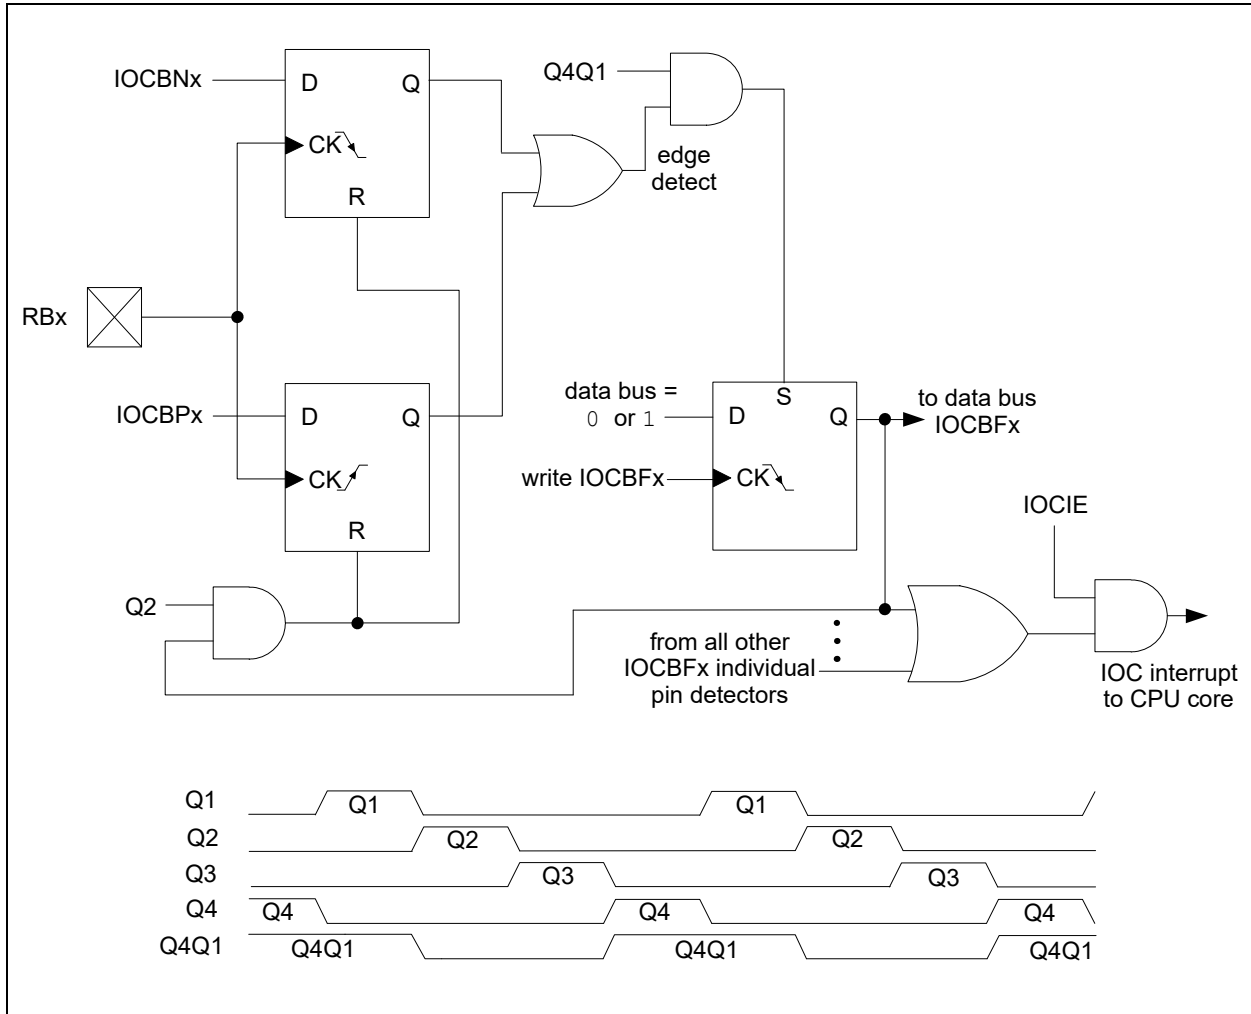 IOCBNx
D
Q
CK
R
Q4Q1
edge
detect
RBx
IOCBPx
D
Q
CK
R
data bus =
0 or 1
S
D
Q
to data bus
IOCBFx
write IOCBFx
CK
IOCIE
Q2
from all other
IOCBFx individual
pin detectors
IOC interrupt
to CPU core
Q1
Q1
Q1
Q2
Q2
Q2
Q3
Q3
Q3
Q4
Q4
Q4
Q4
Q4Q1
Q4Q1
Q4Q1
Q4Q1